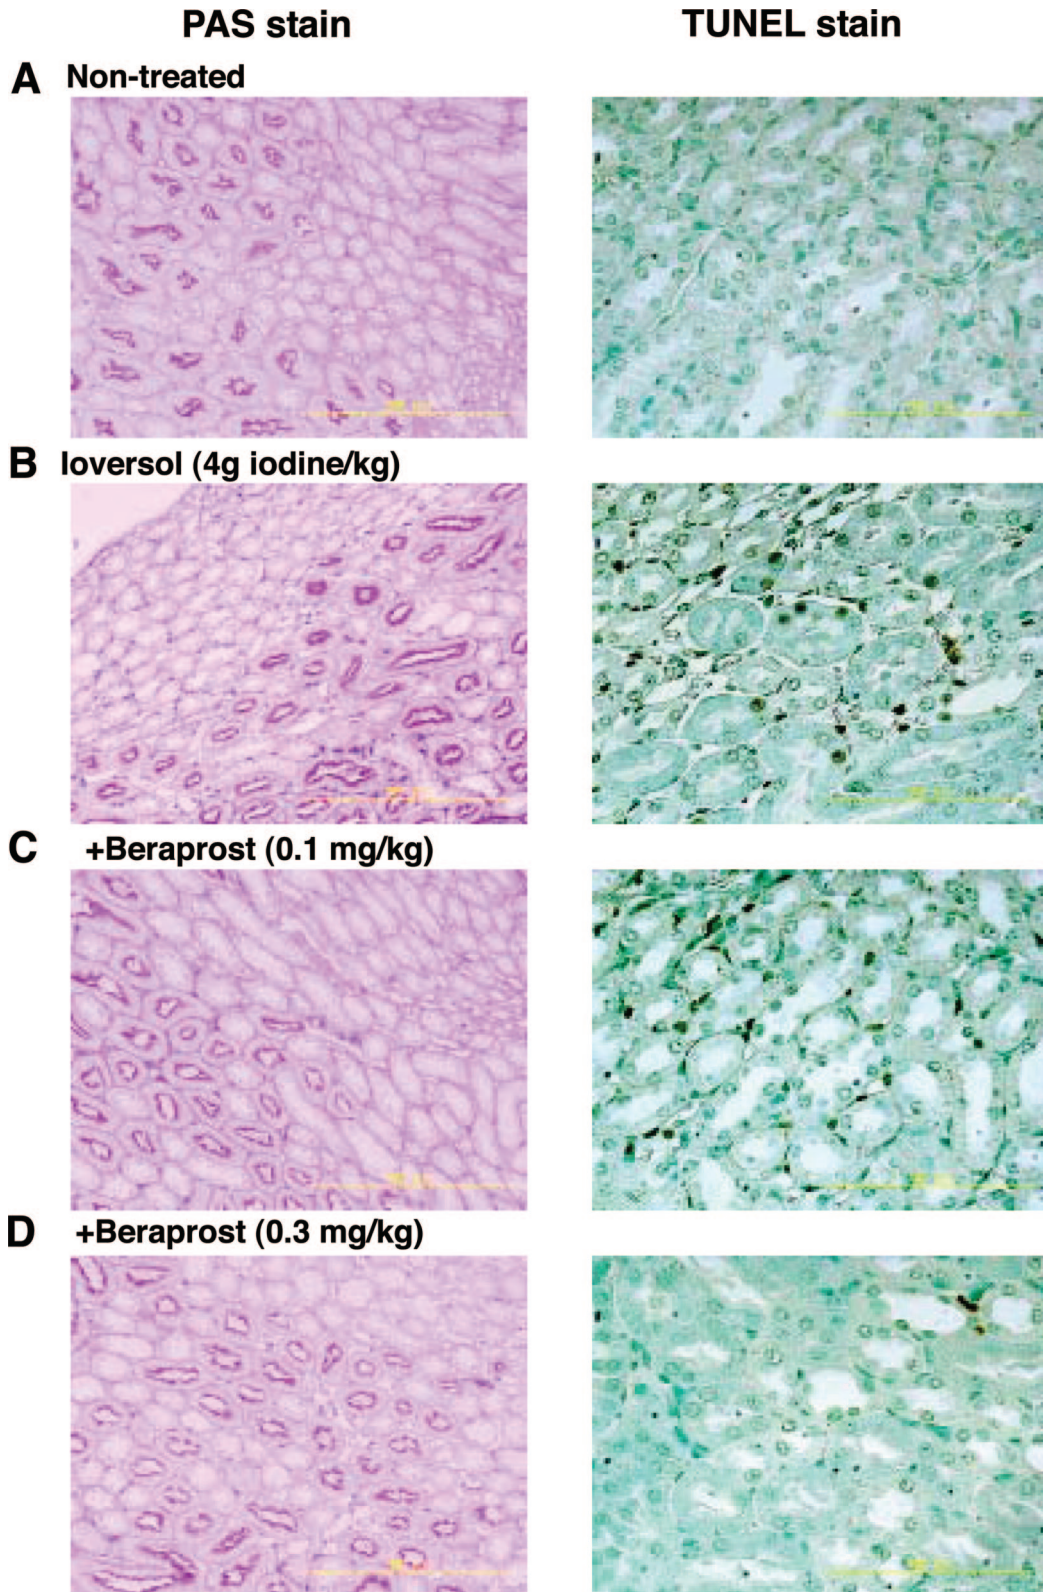 PAS stain TUNEL stain
A Non-treated
B Ioversol (4g iodine/kg)
C +Beraprost (0.1 mg/kg)
D +Beraprost (0.3 mg/kg)